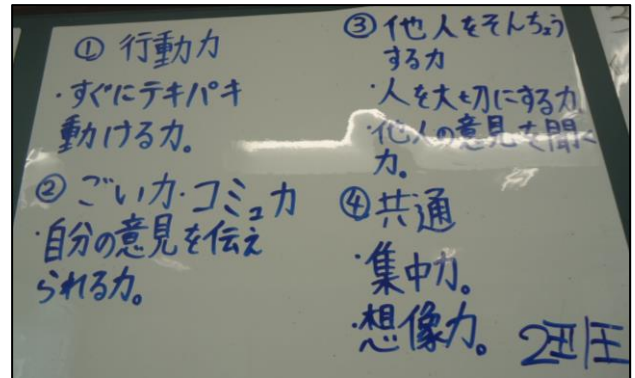 ① 行動力
・すぐにテキパキ
動ける力。
② ごい力・コミュ力
・自分の意見を伝え
られる力。
③ 他人をそんちょう
する力
・人を大切にする力
・他人の意見を聞く
力。
④ 共通
・集中力。
・想像力。